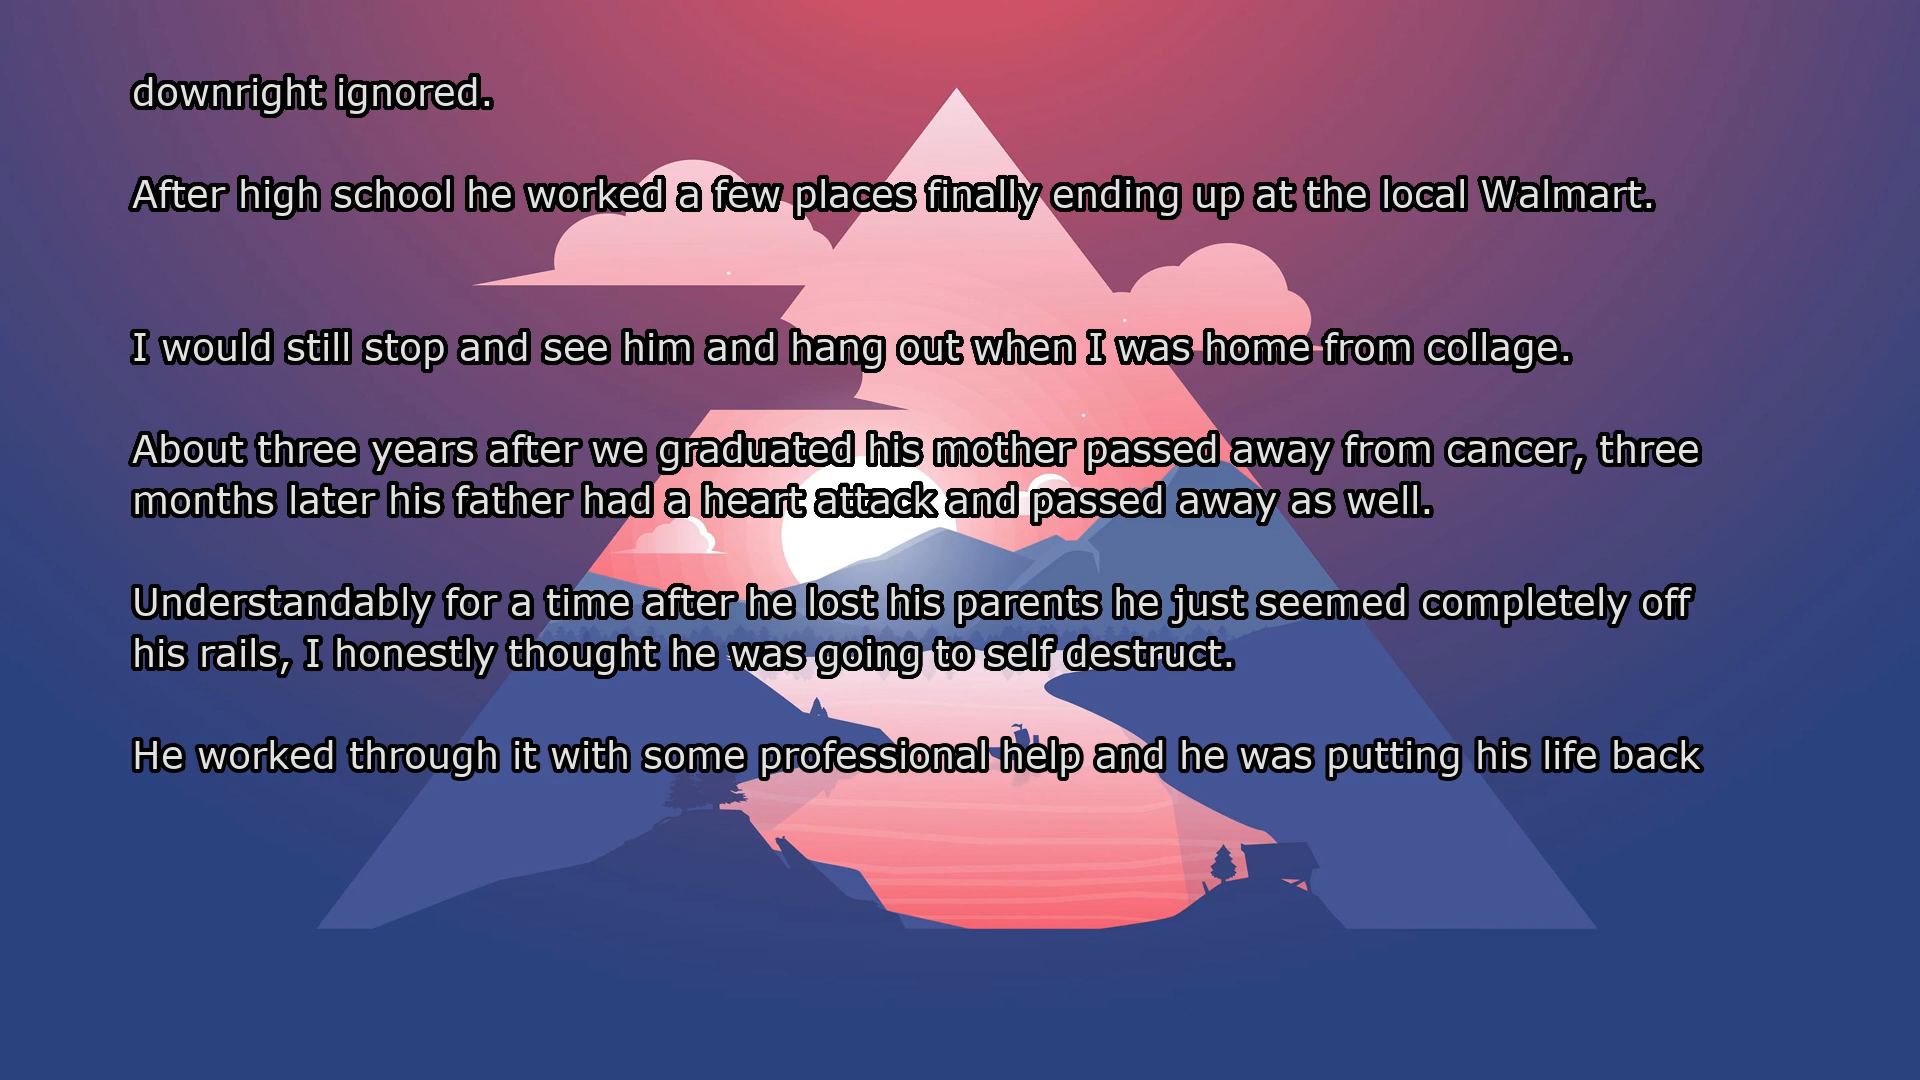 downright ignored.
After high school he worked a few places finally ending up at the local Walmart.
I would still stop and see him and hang out when I was home from collage.
About three years after we graduated his mother passed away from cancer, three
months later his father had a heart attack and passed away as well.
Understandably for a time after he lost his parents he just seemed completely off
his rails, I honestly thought he was going to self destruct.
He worked through it with some professional help and he was putting his life back